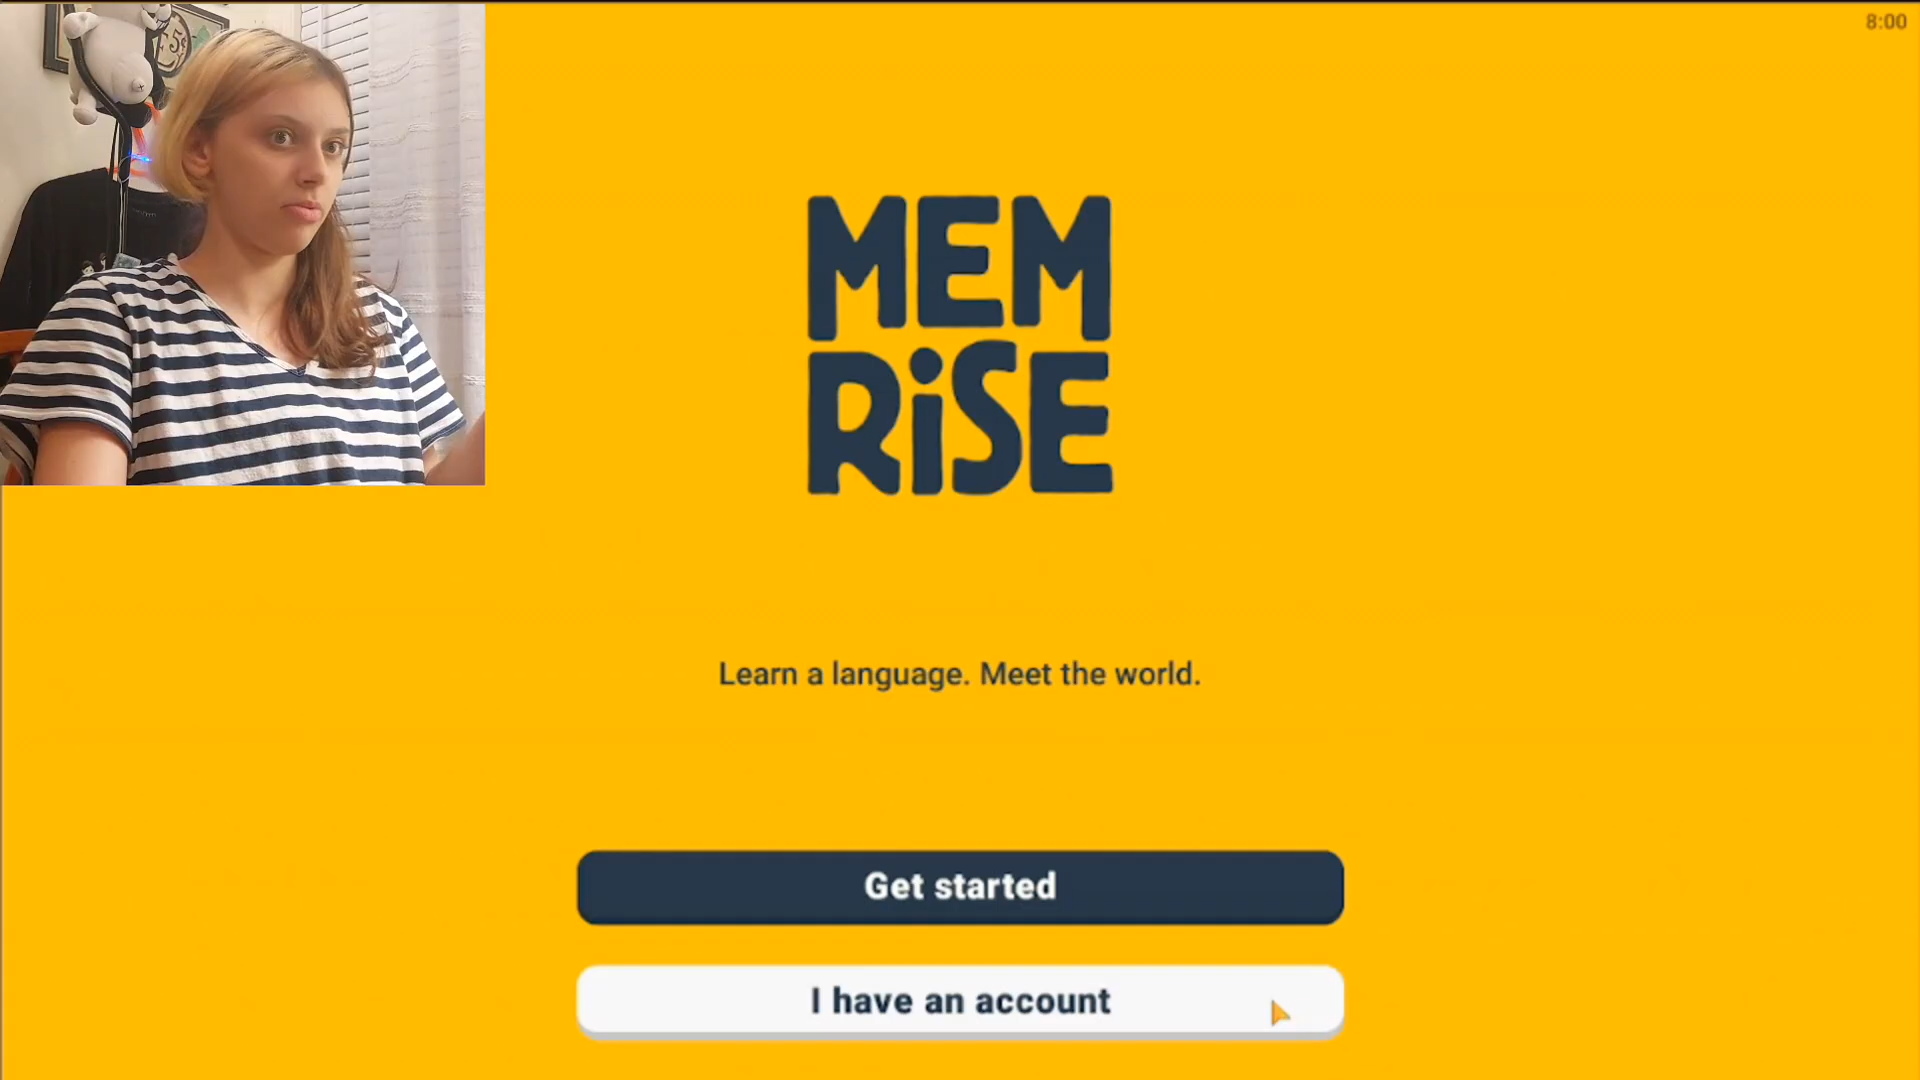 8:00
MEM
RiSE
Learn a language. Meet the world.
Get started
I have an account